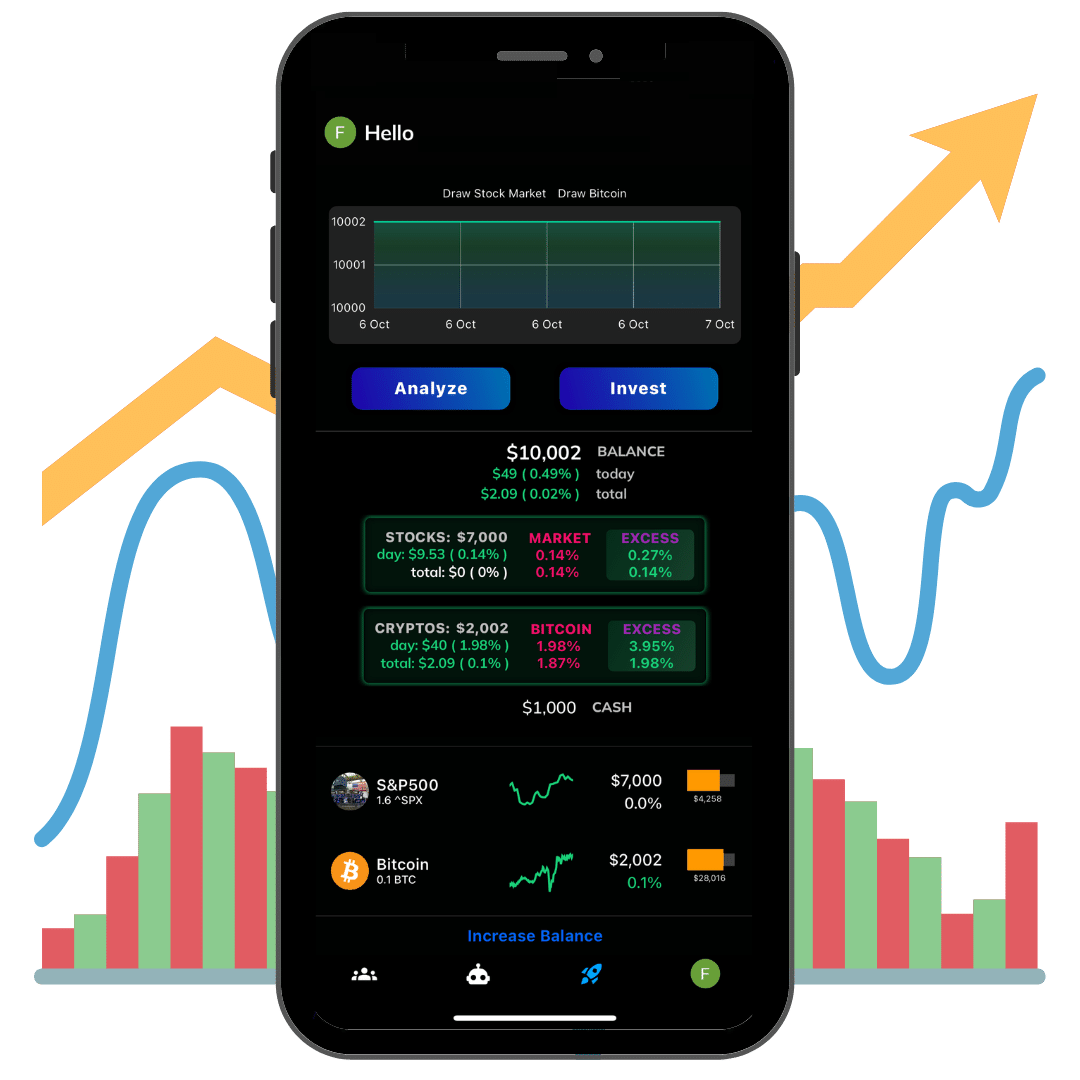 F Hello
Draw Stock Market Draw Bitcoin
10002
10001
10000
6 Oct 6 Oct 6 Oct 6 Oct 7 Oct
Analyze Invest
$10,002 BALANCE
$49 ( 0.49% ) today
$2.09 ( 0.02% ) total
STOCKS: $7,000 MARKET EXCESS
day: $9.53 ( 0.14% ) 0.14% 0.27%
total: $0 ( 0% ) 0.14% 0.14%
CRYPTOS: $2,002 BITCOIN EXCESS
day: $40 ( 1.98% ) 1.98% 3.95%
total: $2.09 ( 0.1% ) 1.87% 1.98%
$1,000 CASH
S&P500 $7,000
1.6 ^SPX 0.0% $4,258
Bitcoin $2,002
0.1 BTC 0.1% $28,016
Increase Balance
F